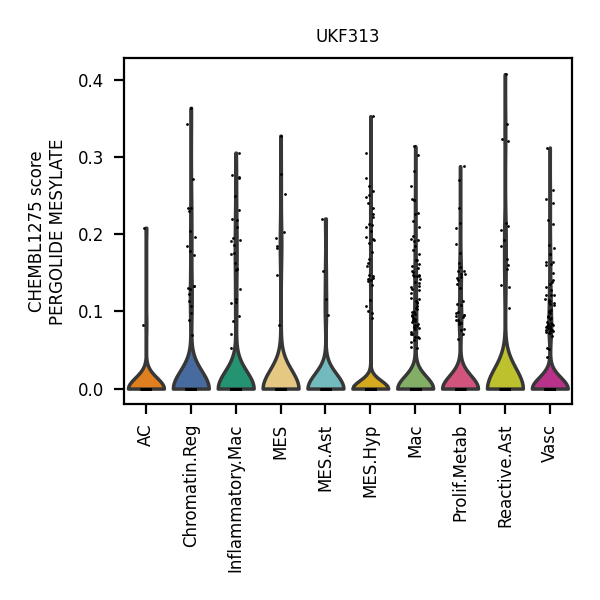 UKF313
CHEMBL1275 score
PERGOLIDE MESYLATE
0.4
0.3
0.2
0.1
0.0
AC
Chromatin.Reg
Inflammatory.Mac
MES
MES.Ast
MES.Hyp
Mac
Prolif.Metab
Reactive.Ast
Vasc